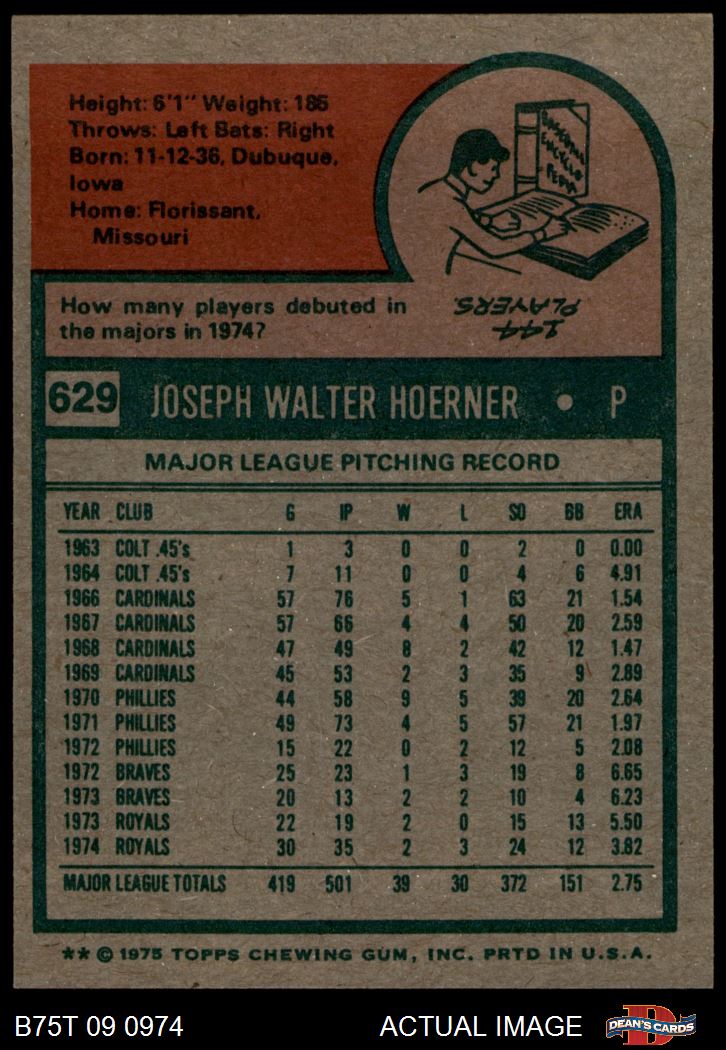 Height: 6'1" Weight: 185
Throws: Left Bats: Right
Born: 11-12-36, Dubuque,
Iowa
Home: Florissant,
Missouri
BASEBALL
ENCYCLO-
PEDIA
How many players debuted in
the majors in 1974?
144
PLAYERS.
629 JOSEPH WALTER HOERNER • P
MAJOR LEAGUE PITCHING RECORD
YEAR CLUB G IP W L SO BB ERA
1963 COLT .45's 1 3 0 0 2 0 0.00
1964 COLT .45's 7 11 0 0 4 6 4.91
1966 CARDINALS 57 76 5 1 63 21 1.54
1967 CARDINALS 57 66 4 4 50 20 2.59
1968 CARDINALS 47 49 8 2 42 12 1.47
1969 CARDINALS 45 53 2 3 35 9 2.89
1970 PHILLIES 44 58 9 5 39 20 2.64
1971 PHILLIES 49 73 4 5 57 21 1.97
1972 PHILLIES 15 22 0 2 12 5 2.08
1972 BRAVES 25 23 1 3 19 8 6.65
1973 BRAVES 20 13 2 2 10 4 6.23
1973 ROYALS 22 19 2 0 15 13 5.50
1974 ROYALS 30 35 2 3 24 12 3.82
MAJOR LEAGUE TOTALS 419 501 39 30 372 151 2.75
** © 1975 TOPPS CHEWING GUM, INC. PRTD IN U.S.A.
B75T 09 0974 ACTUAL IMAGE
D
DEAN'S CARDS